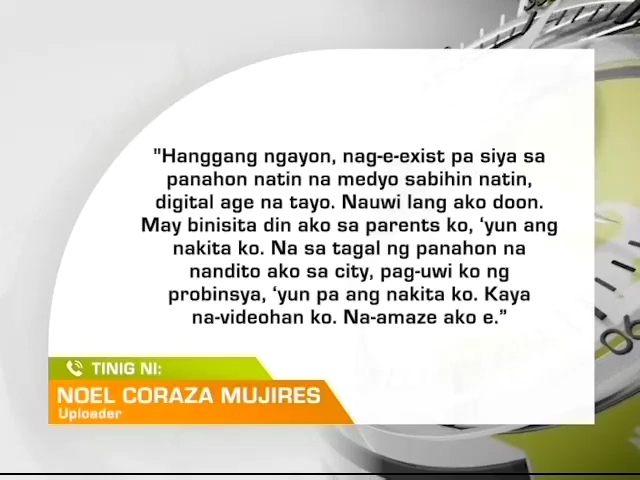 "Hanggang ngayon, nag-e-exist pa siya sa
panahon natin na medyo sabihin natin,
digital age na tayo. Nauwi lang ako doon.
May binisita din ako sa parents ko, ‘yun ang
nakita ko. Na sa tagal ng panahon na
nandito ako sa city, pag-uwi ko ng
probinsya, ‘yun pa ang nakita ko. Kaya
na-videohan ko. Na-amaze ako e.”
TINIG NI:
NOEL CORAZA MUJIRES
Uploader
06